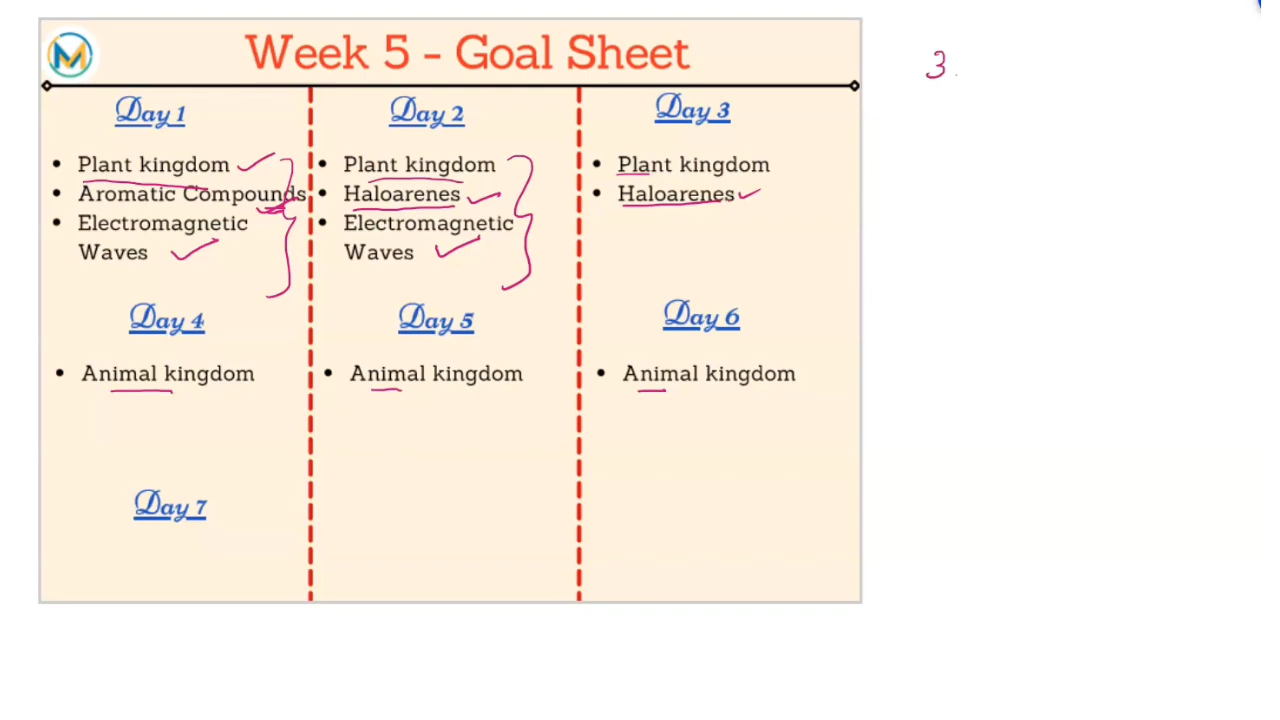 M
Week 5 - Goal Sheet
3
Day 1
Plant kingdom
Aromatic Compounds
Electromagnetic
Waves
Day 2
Plant kingdom
Haloarenes
Electromagnetic
Waves
Day 3
Plant kingdom
Haloarenes
Day 4
Animal kingdom
Day 5
Animal kingdom
Day 6
Animal kingdom
Day 7